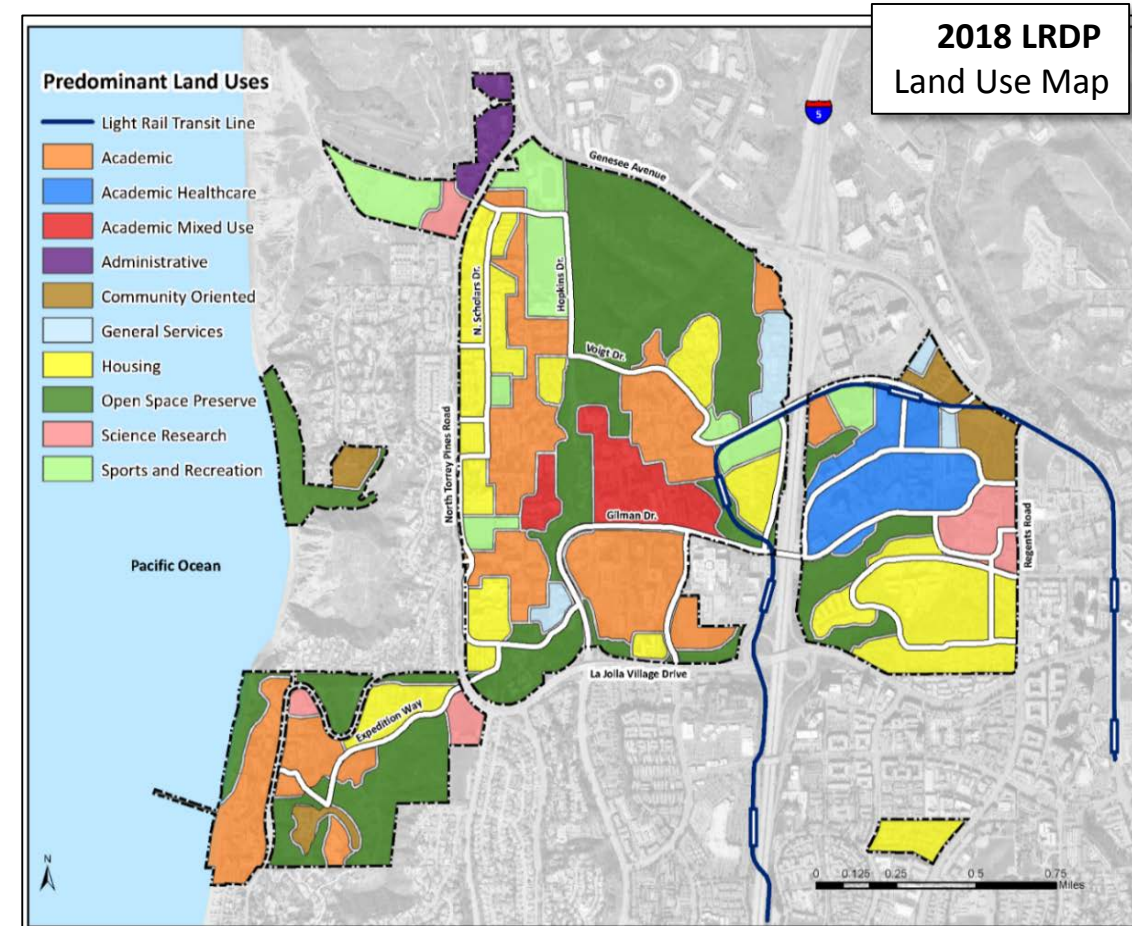 2018 LRDP
Land Use Map
Predominant Land Uses
Light Rail Transit Line
Academic
Academic Healthcare
Academic Mixed Use
Administrative
Community Oriented
General Services
Housing
Open Space Preserve
Science Research
Sports and Recreation
5
Genesee Avenue
N. Scholars Dr.
Hopkins Dr.
Voigt Dr.
North Torrey Pines Road
Gilman Dr.
Regents Road
Pacific Ocean
La Jolla Village Drive
Expedition Way
N
0 0.125 0.25 0.5 0.75
Miles